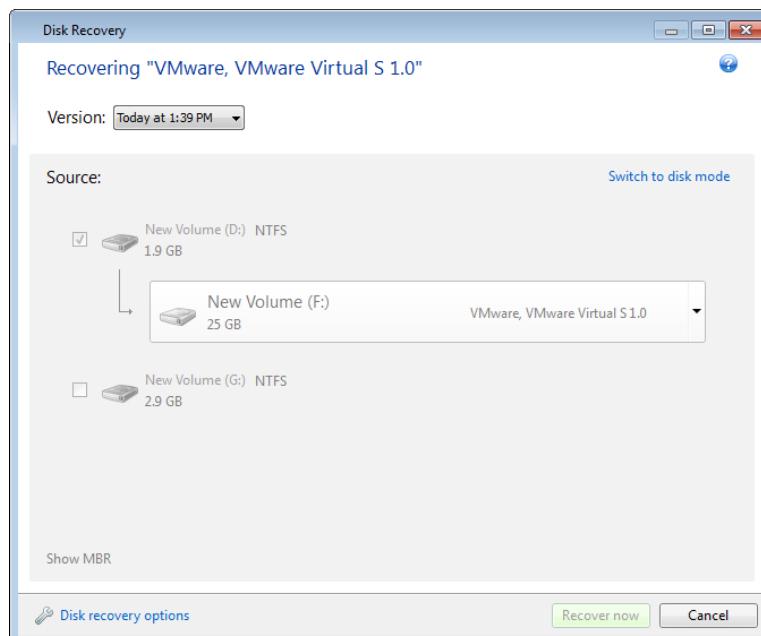 Disk Recovery
Recovering "VMware, VMware Virtual S 1.0"
?
Version: Today at 1:39 PM
Source: Switch to disk mode
New Volume (D:) NTFS
1.9 GB
New Volume (F:)
25 GB
VMware, VMware Virtual S 1.0
New Volume (G:) NTFS
2.9 GB
Show MBR
Disk recovery options Recover now Cancel